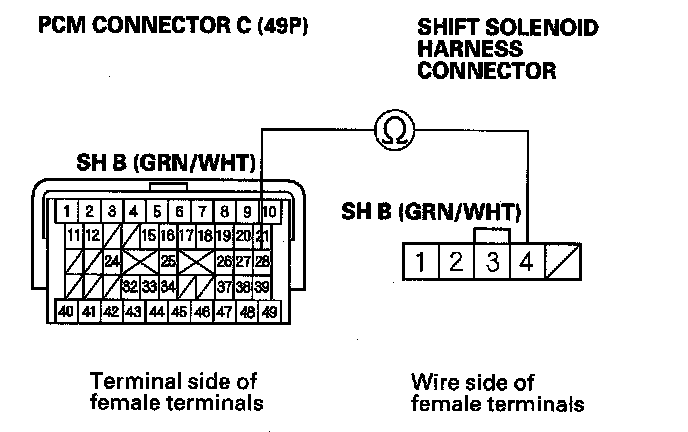 PCM CONNECTOR C (49P)
SHIFT SOLENOID
HARNESS
CONNECTOR
Ω
SH B (GRN/WHT)
1 2 3 4 5 6 7 8 9 10
11 12 15 16 17 18 19 20 21
24 25 26 27 28
32 33 34 37 38 39
40 41 42 43 44 45 46 47 48 49
SH B (GRN/WHT)
1 2 3 4
Terminal side of
female terminals
Wire side of
female terminals